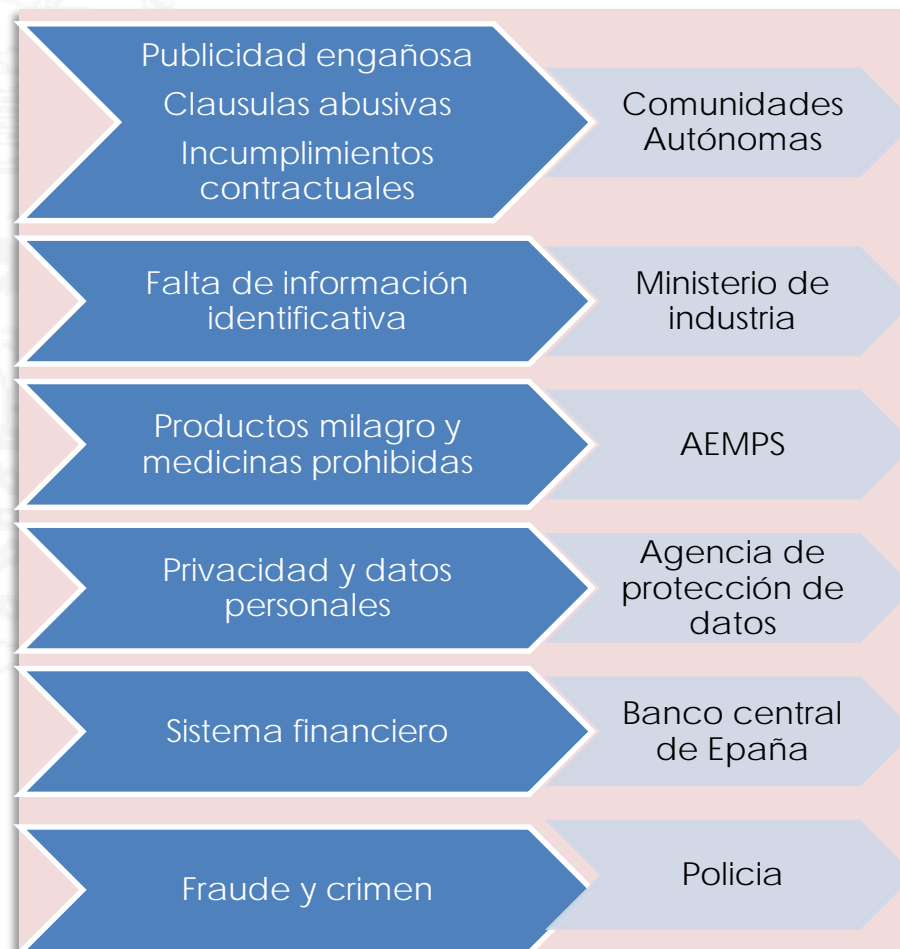 Publicidad engañosa
Clausulas abusivas
Incumplimientos
contractuales
Comunidades
Autónomas
Falta de información
identificativa
Ministerio de
industria
Productos milagro y
medicinas prohibidas
AEMPS
Privacidad y datos
personales
Agencia de
protección de
datos
Sistema financiero
Banco central
de Epaña
Fraude y crimen
Policia